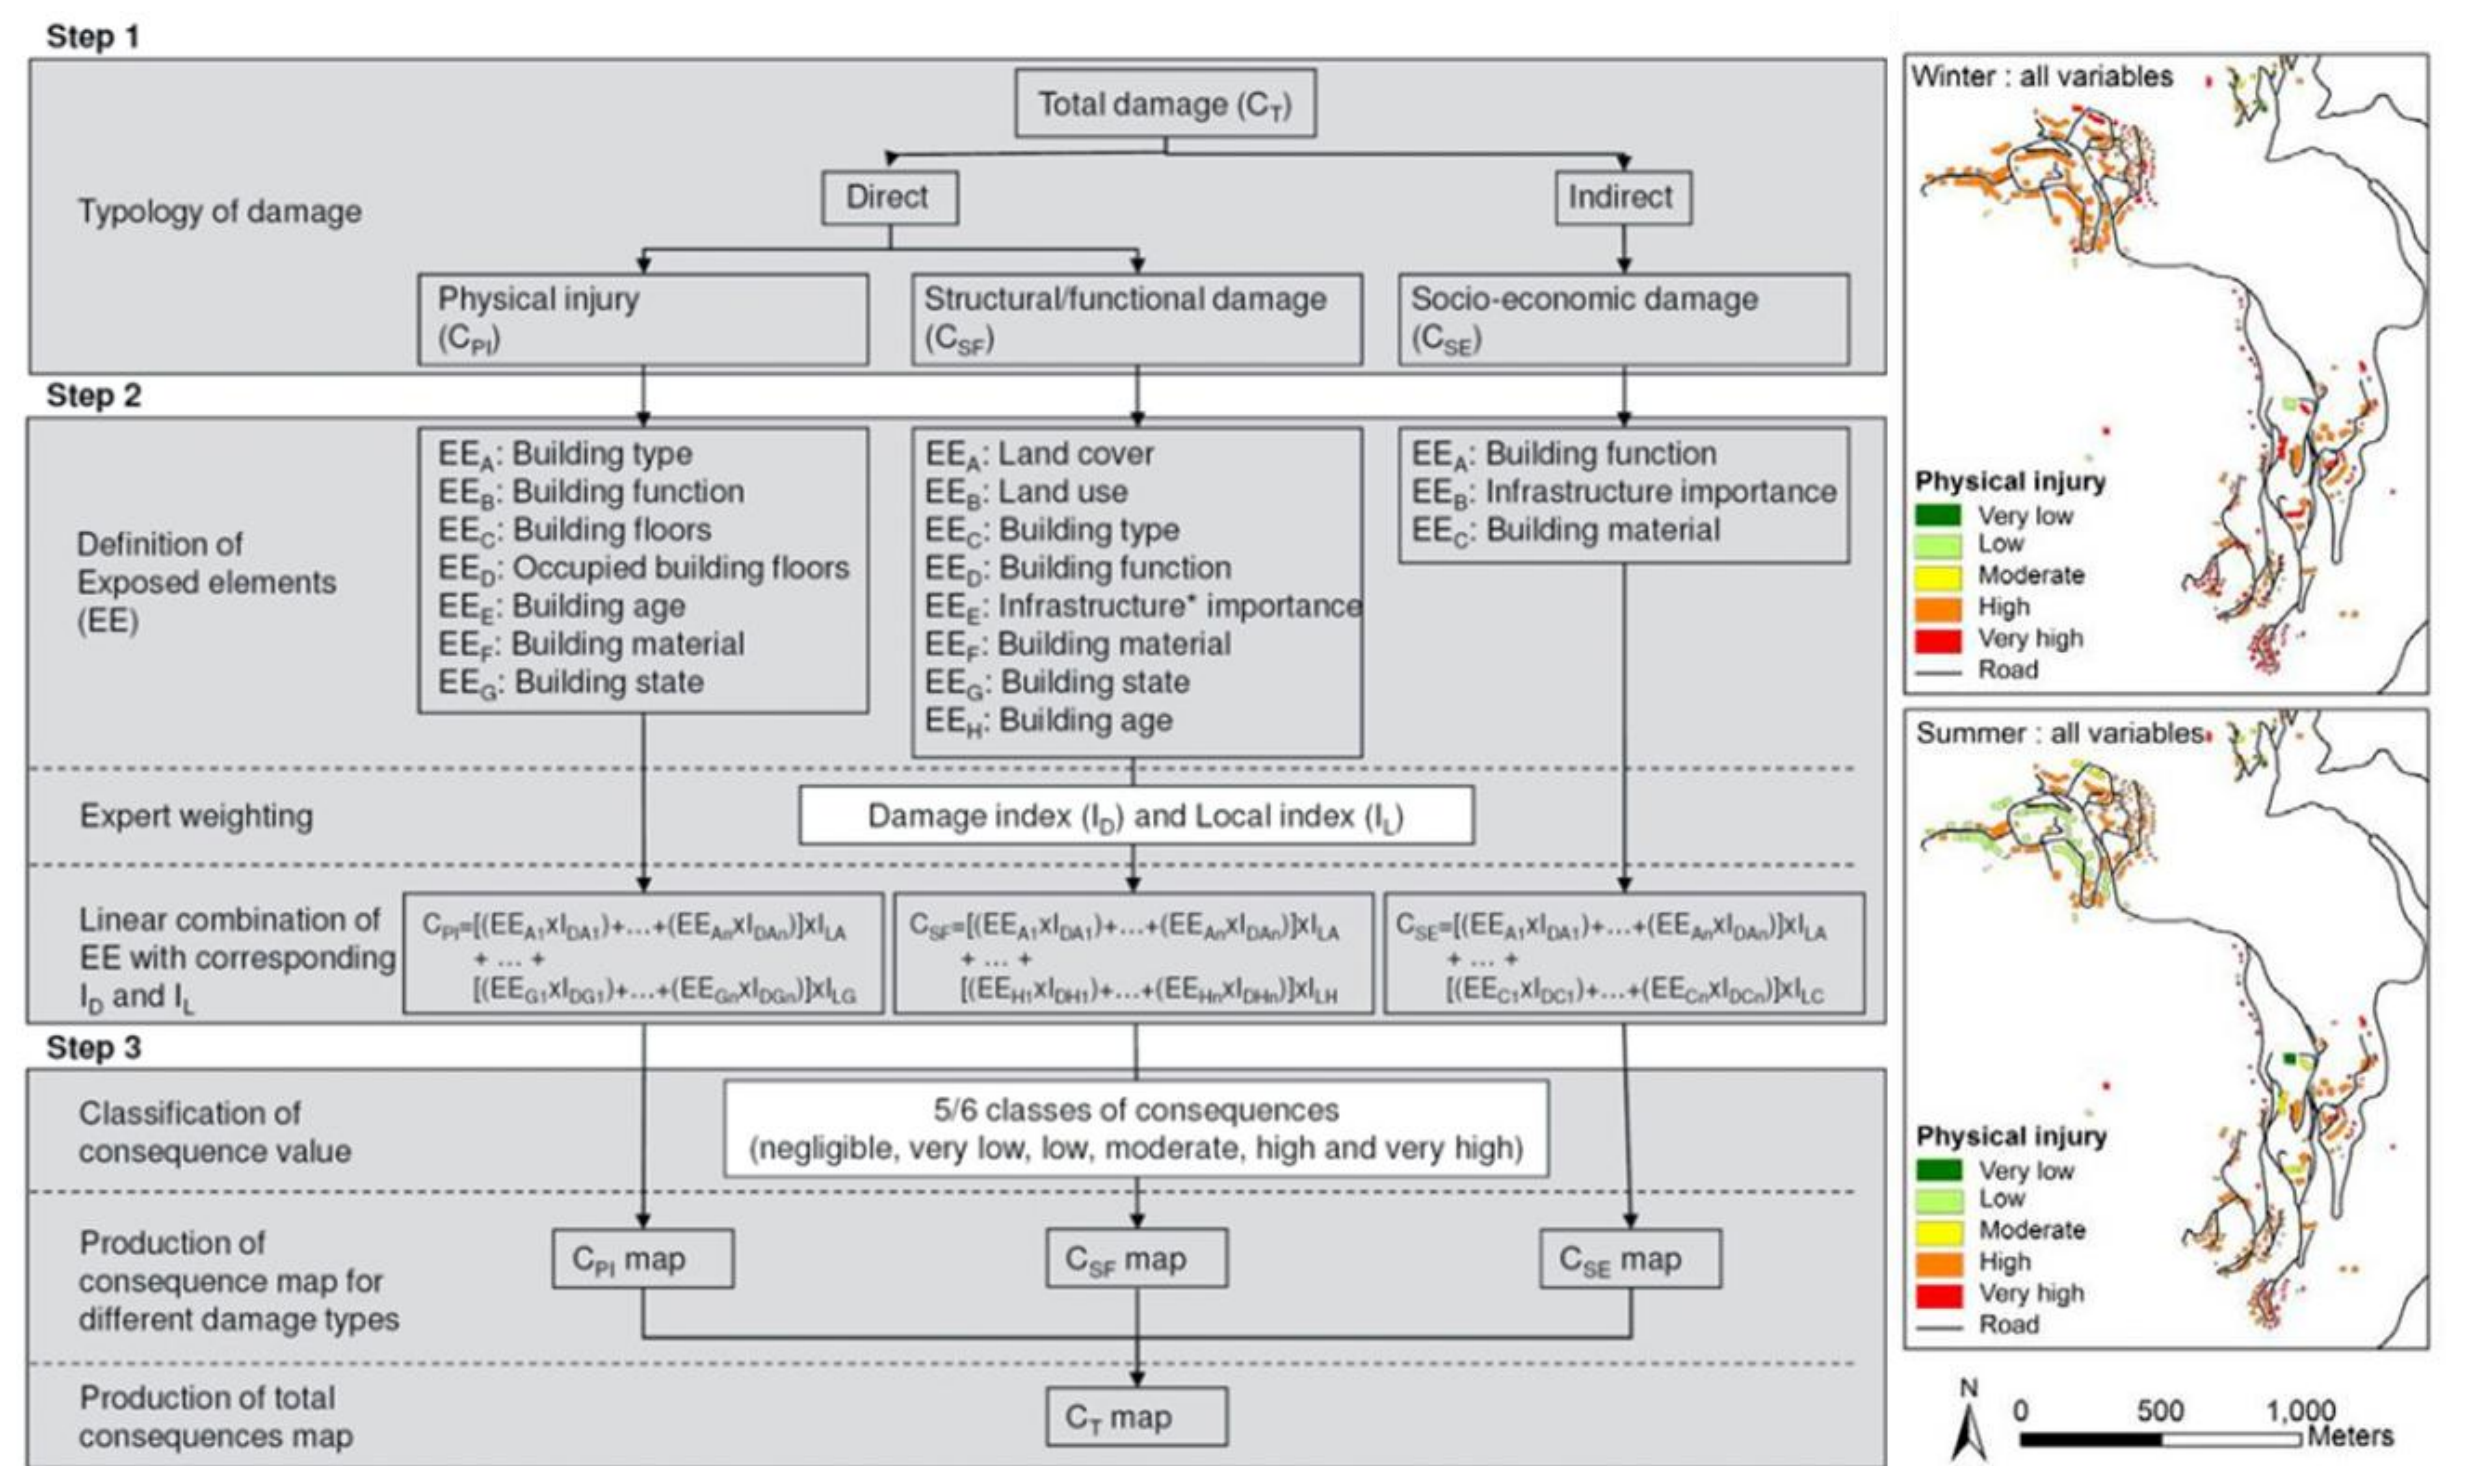 Step 1
Total damage (C_T)
Direct
Indirect
Typology of damage
Physical injury
(C_PI)
Structural/functional damage
(C_SF)
Socio-economic damage
(C_SE)
Step 2
Definition of
Exposed elements
(EE)
EE_A: Building type
EE_B: Building function
EE_C: Building floors
EE_D: Occupied building floors
EE_E: Building age
EE_F: Building material
EE_G: Building state
EE_A: Land cover
EE_B: Land use
EE_C: Building type
EE_D: Building function
EE_E: Infrastructure* importance
EE_F: Building material
EE_G: Building state
EE_H: Building age
EE_A: Building function
EE_B: Infrastructure importance
EE_C: Building material
Expert weighting
Damage index (I_D) and Local index (I_L)
Linear combination of
EE with corresponding
I_D and I_L
C_PI=[(EE_A1xI_DA1)+...+(EE_AnxI_DAn)]xI_LA
+ ... +
[(EE_G1xI_DG1)+...+(EE_GnxI_DGn)]xI_LG
C_SF=[(EE_A1xI_DA1)+...+(EE_AnxI_DAn)]xI_LA
+ ... +
[(EE_H1xI_DH1)+...+(EE_HnxI_DHn)]xI_LH
C_SE=[(EE_A1xI_DA1)+...+(EE_AnxI_DAn)]xI_LA
+ ... +
[(EE_C1xI_DC1)+...+(EE_CnxI_DCn)]xI_LC
Step 3
Classification of
consequence value
5/6 classes of consequences
(negligible, very low, low, moderate, high and very high)
Production of
consequence map for
different damage types
C_PI map
C_SF map
C_SE map
Production of total
consequences map
C_T map
Winter : all variables
Physical injury
Very low
Low
Moderate
High
Very high
Road
Summer : all variables
Physical injury
Very low
Low
Moderate
High
Very high
Road
N
0 500 1,000
Meters